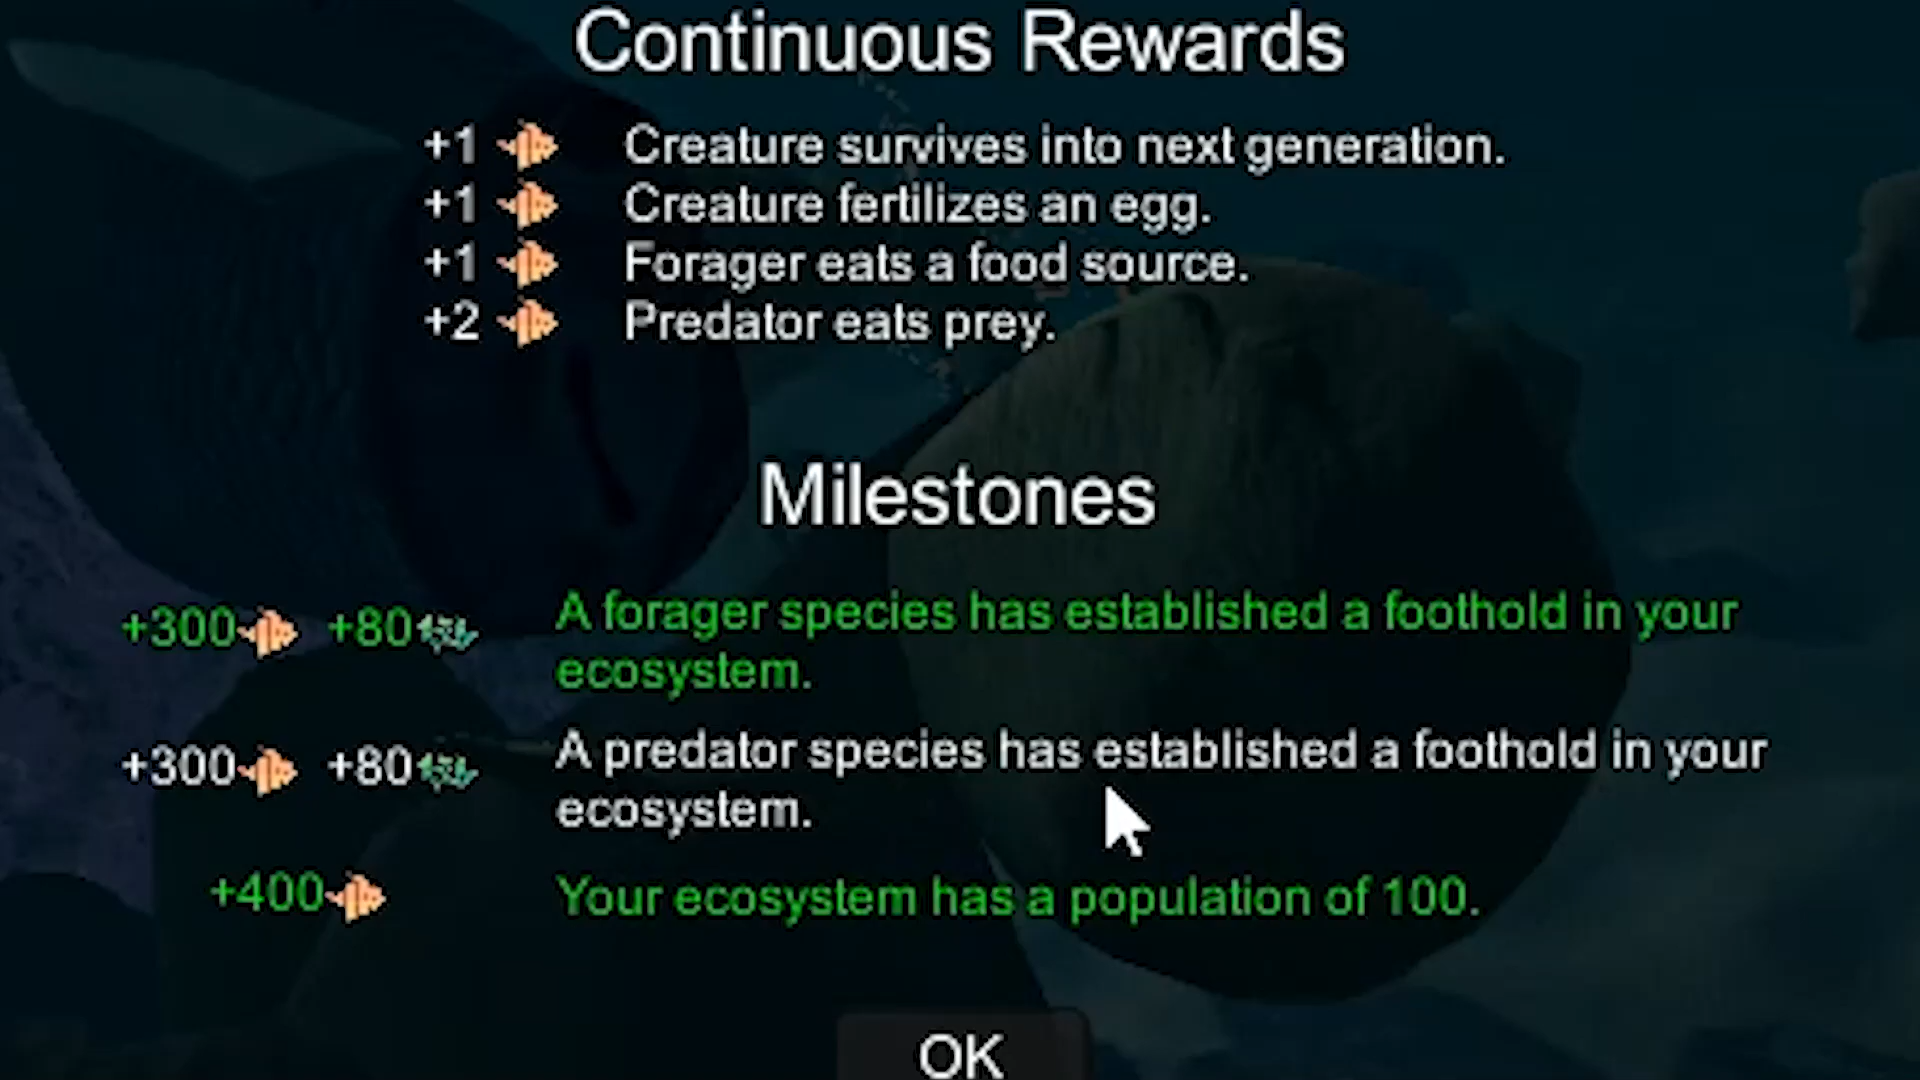 Continuous Rewards
+1 Creature survives into next generation.
+1 Creature fertilizes an egg.
+1 Forager eats a food source.
+2 Predator eats prey.
Milestones
+300 +80 A forager species has established a foothold in your
ecosystem.
+300 +80 A predator species has established a foothold in your
ecosystem.
+400 Your ecosystem has a population of 100.
OK